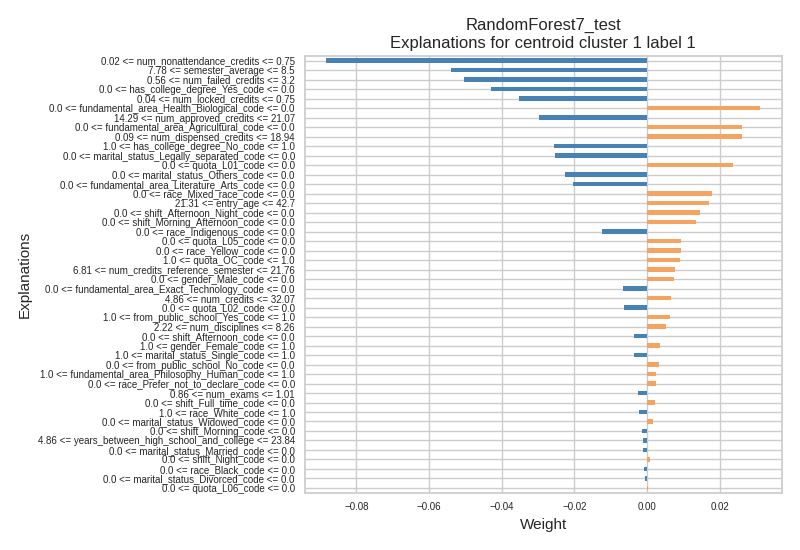 RandomForest7_test
Explanations for centroid cluster 1 label 1
0.02 <= num_nonattendance_credits <= 0.75
7.78 <= semester_average <= 8.5
0.56 <= num_failed_credits <= 3.2
0.0 <= has_college_degree_Yes_code <= 0.0
0.04 <= num_locked_credits <= 0.75
0.0 <= fundamental_area_Health_Biological_code <= 0.0
14.29 <= num_approved_credits <= 21.07
0.0 <= fundamental_area_Agricultural_code <= 0.0
0.09 <= num_dispensed_credits <= 18.94
1.0 <= has_college_degree_No_code <= 1.0
0.0 <= marital_status_Legally_separated_code <= 0.0
0.0 <= quota_L01_code <= 0.0
0.0 <= marital_status_Others_code <= 0.0
0.0 <= fundamental_area_Literature_Arts_code <= 0.0
0.0 <= race_Mixed_race_code <= 0.0
21.31 <= entry_age <= 42.7
0.0 <= shift_Afternoon_Night_code <= 0.0
0.0 <= shift_Morning_Afternoon_code <= 0.0
0.0 <= race_Indigenous_code <= 0.0
0.0 <= quota_L05_code <= 0.0
0.0 <= race_Yellow_code <= 0.0
1.0 <= quota_OC_code <= 1.0
6.81 <= num_credits_reference_semester <= 21.76
0.0 <= gender_Male_code <= 0.0
0.0 <= fundamental_area_Exact_Technology_code <= 0.0
4.86 <= num_credits <= 32.07
0.0 <= quota_L02_code <= 0.0
1.0 <= from_public_school_Yes_code <= 1.0
2.22 <= num_disciplines <= 8.26
0.0 <= shift_Afternoon_code <= 0.0
1.0 <= gender_Female_code <= 1.0
1.0 <= marital_status_Single_code <= 1.0
0.0 <= from_public_school_No_code <= 0.0
1.0 <= fundamental_area_Philosophy_Human_code <= 1.0
0.0 <= race_Prefer_not_to_declare_code <= 0.0
0.86 <= num_exams <= 1.01
0.0 <= shift_Full_time_code <= 0.0
1.0 <= race_White_code <= 1.0
0.0 <= marital_status_Widowed_code <= 0.0
0.0 <= shift_Morning_code <= 0.0
4.86 <= years_between_high_school_and_college <= 23.84
0.0 <= marital_status_Married_code <= 0.0
0.0 <= shift_Night_code <= 0.0
0.0 <= race_Black_code <= 0.0
0.0 <= marital_status_Divorced_code <= 0.0
0.0 <= quota_L06_code <= 0.0
Explanations
−0.08 −0.06 −0.04 −0.02 0.00 0.02
Weight